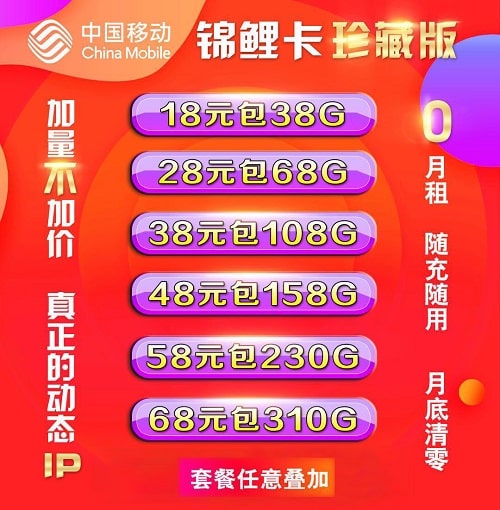 中国移动
China Mobile
锦鲤卡 珍藏版
加量不加价 真正的动态IP
18元包38G
28元包68G
38元包108G
48元包158G
58元包230G
68元包310G
0月租 随充随用 月底清零
套餐任意叠加